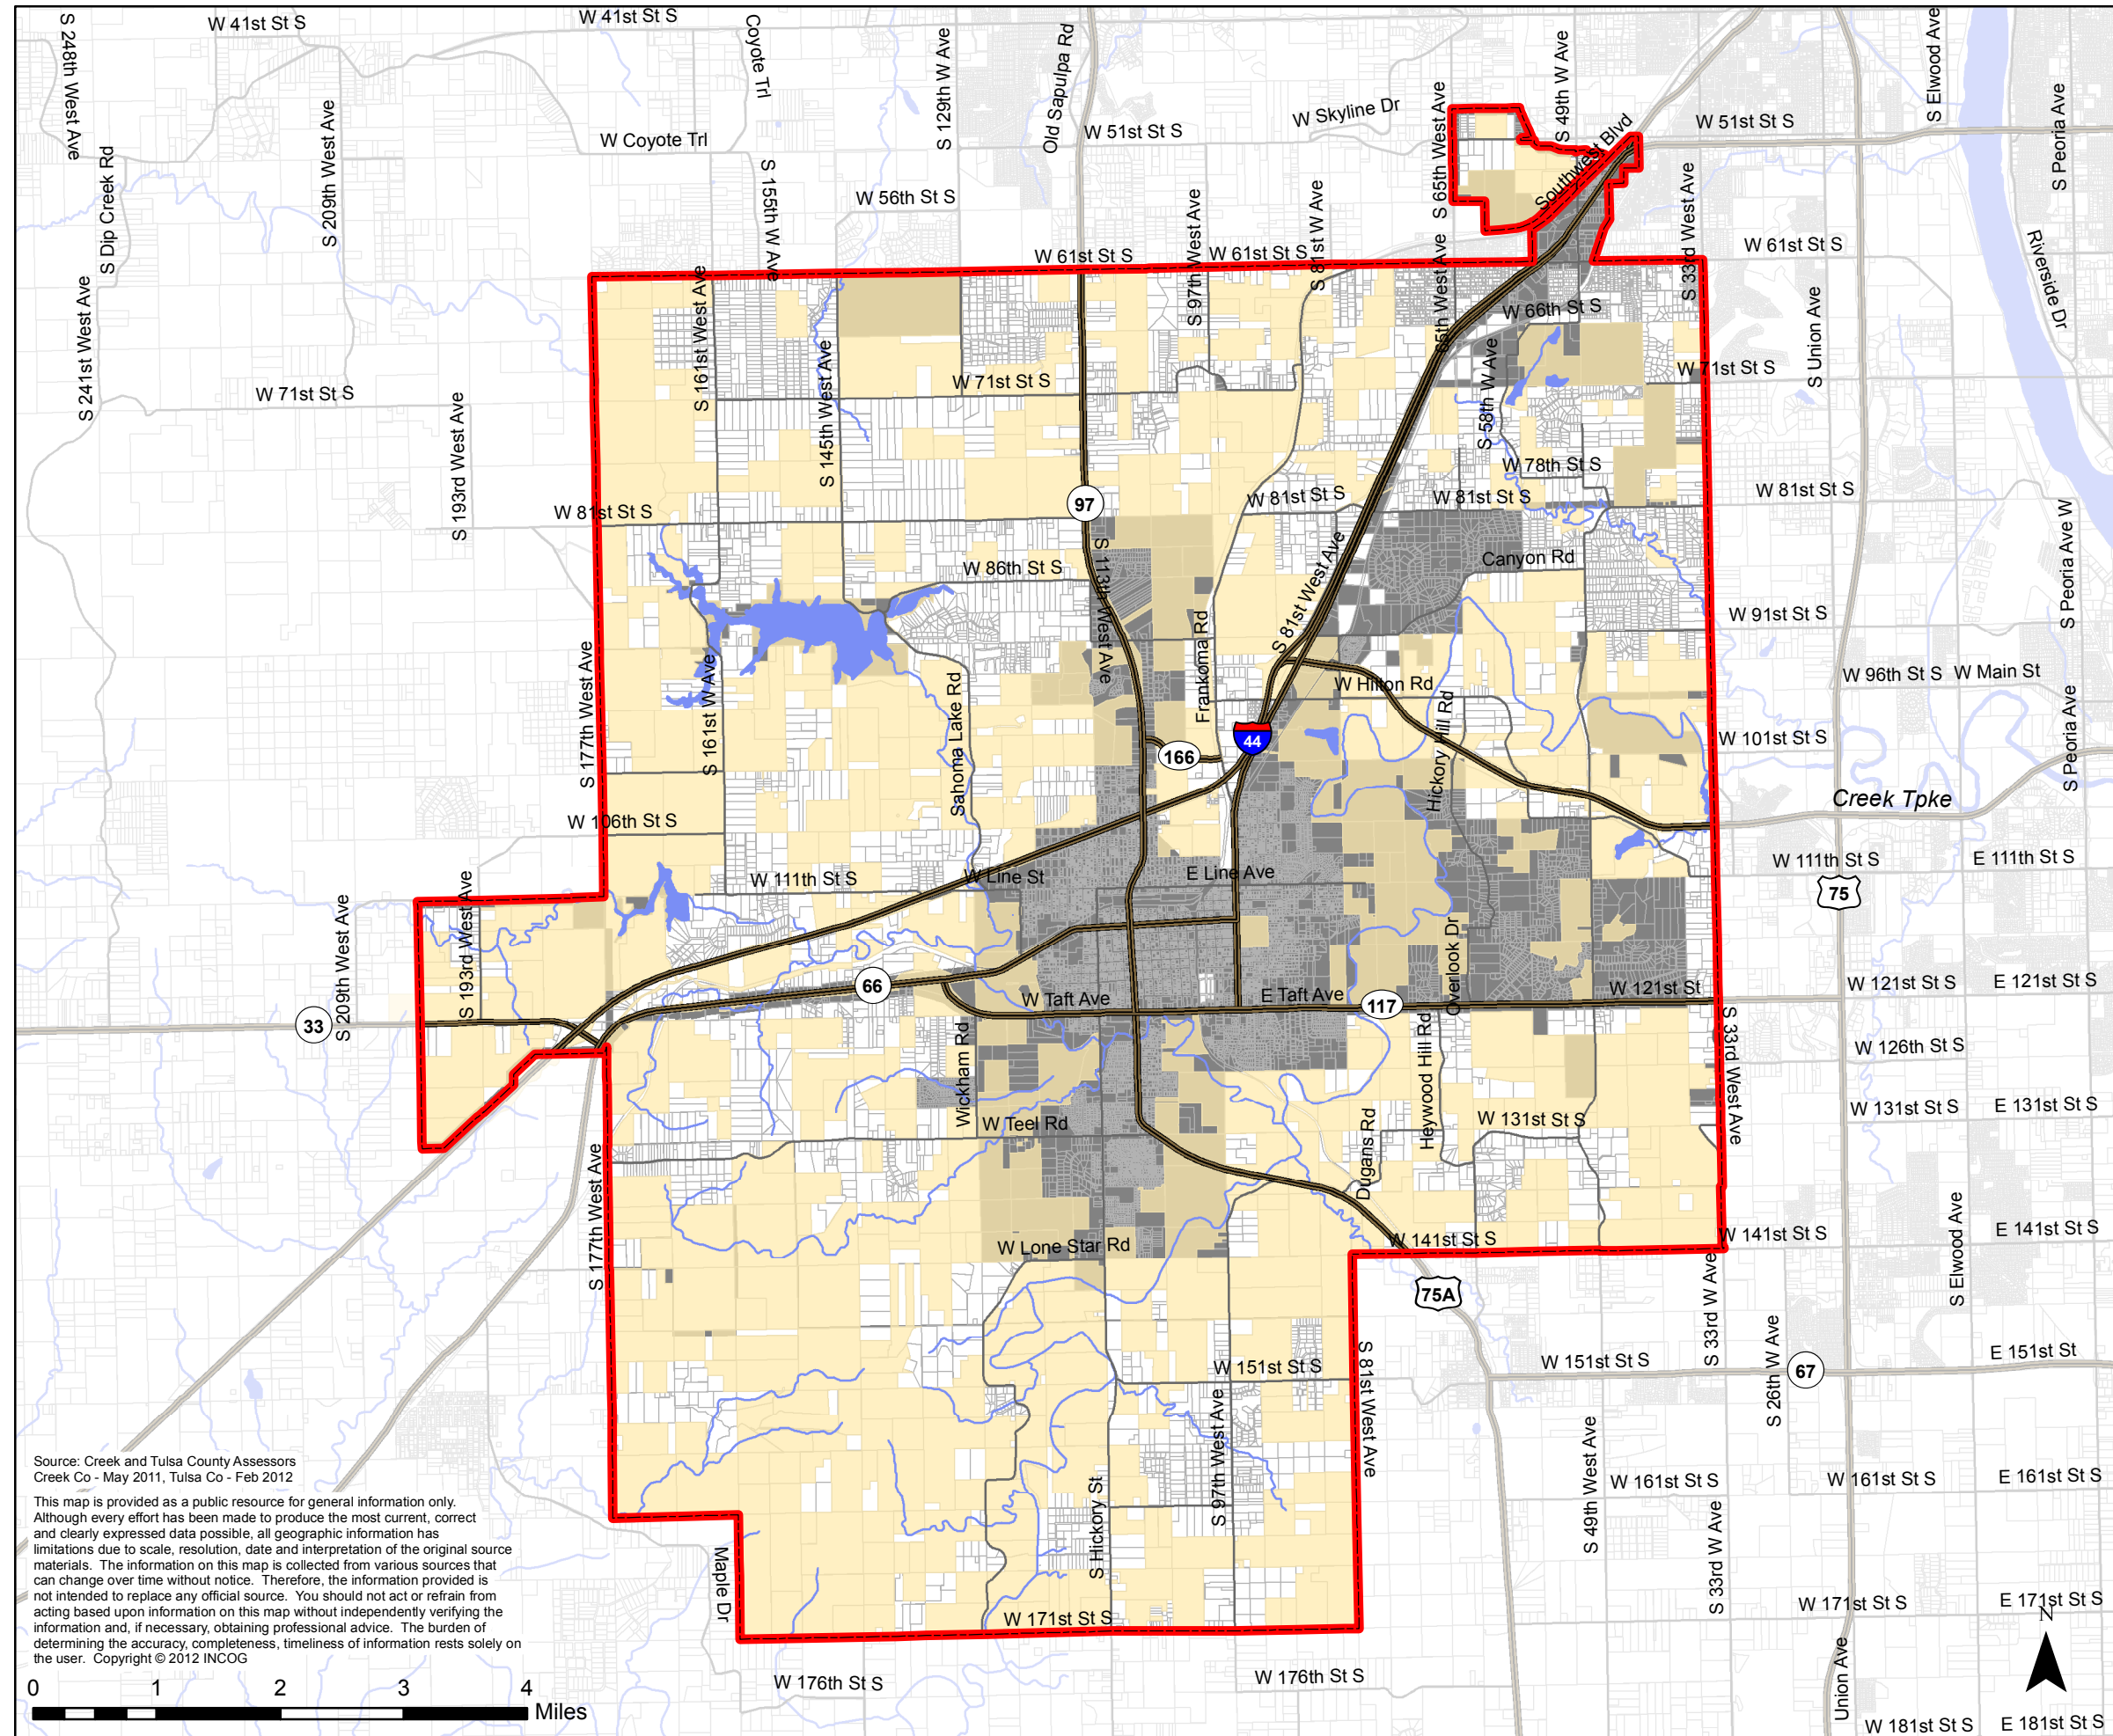 W 41st St S
W 41st St S
S 248th West Ave
Coyote Trl
S 129th W Ave
Old Sapulpa Rd
S 49th W Ave
S Elwood Ave
S Peoria Ave
W Skyline Dr
W 51st St S
W 51st St S
W Coyote Trl
S Dip Creek Rd
S 209th West Ave
S 155th W Ave
W 56th St S
S 65th West Ave
Southwest Blvd
S 97th West Ave
S 81st W Ave
S 33rd West Ave
W 61st St S
W 61st St S
W 61st St S
Riverside Dr
S 241st West Ave
S 161st West Ave
65th West Ave
W 66th St S
S Union Ave
S 145th West Ave
W 71st St S
W 71st St S
W 71st St S
S 58th W Ave
S 193rd West Ave
W 78th St S
W 81st St S
97
W 81st St S
W 81st St S
W 81st St S
S Peoria Ave W
S 113th West Ave
W 86th St S
S 81st West Ave
Canyon Rd
W 91st St S
S 177th West Ave
S 161st W Ave
Sahoma Lake Rd
Frankoma Rd
W Hilton Rd
Hickory Hill Rd
W 96th St S
W Main St
S Peoria Ave
44
166
W 101st St S
Creek Tpke
W 106th St S
W 111th St S
W Line St
E Line Ave
W 111th St S
E 111th St S
75
S 209th West Ave
S 193rd West Ave
Overlook Dr
66
W Taft Ave
E Taft Ave
117
W 121st St
W 121st St S
E 121st St S
33
Wickham Rd
Heywood Hill Rd
S 33rd West Ave
W 126th St S
W Teel Rd
Dugans Rd
W 131st St S
W 131st St S
E 131st St S
S 177th West Ave
W Lone Star Rd
W 141st St S
W 141st St S
E 141st St S
S Elwood Ave
75A
S 33rd W Ave
S 26th W Ave
W 151st St S
S 81st West Ave
W 151st St S
67
E 151st St
S 97th West Ave
S 49th West Ave
S Hickory St
W 161st St S
W 161st St S
E 161st St S
S 33rd W Ave
Maple Dr
W 171st St S
W 171st St S
E 171st St S
N
W 176th St S
W 176th St S
Union Ave
W 181st St S
E 181st St S
Source: Creek and Tulsa County Assessors
Creek Co - May 2011, Tulsa Co - Feb 2012
This map is provided as a public resource for general information only.
Although every effort has been made to produce the most current, correct
and clearly expressed data possible, all geographic information has
limitations due to scale, resolution, date and interpretation of the original source
materials. The information on this map is collected from various sources that
can change over time without notice. Therefore, the information provided is
not intended to replace any official source. You should not act or refrain from
acting based upon information on this map without independently verifying the
information and, if necessary, obtaining professional advice. The burden of
determining the accuracy, completeness, timeliness of information rests solely on
the user. Copyright © 2012 INCOG
0 1 2 3 4
Miles